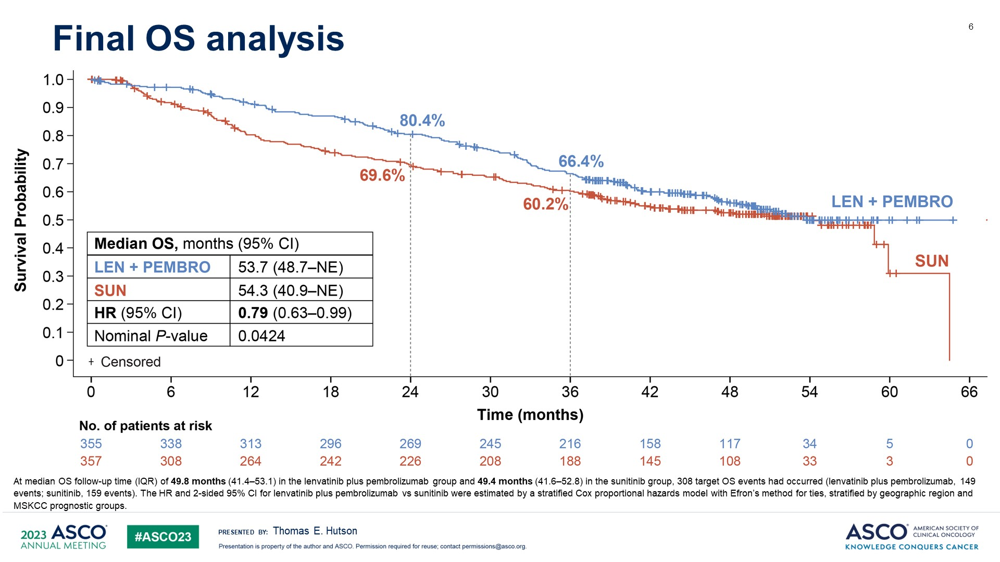 Final OS analysis
6
1.0
0.9
0.8
0.7
0.6
0.5
0.4
0.3
0.2
0.1
0
Survival Probability
80.4%
69.6%
66.4%
60.2%
LEN + PEMBRO
SUN
Median OS, months (95% CI)
LEN + PEMBRO 53.7 (48.7–NE)
SUN 54.3 (40.9–NE)
HR (95% CI) 0.79 (0.63–0.99)
Nominal P-value 0.0424
+ Censored
0 6 12 18 24 30 36 42 48 54 60 66
Time (months)
No. of patients at risk
355 338 313 296 269 245 216 158 117 34 5 0
357 308 264 242 226 208 188 145 108 33 3 0
At median OS follow-up time (IQR) of 49.8 months (41.4–53.1) in the lenvatinib plus pembrolizumab group and 49.4 months (41.6–52.8) in the sunitinib group, 308 target OS events had occurred (lenvatinib plus pembrolizumab, 149
events; sunitinib, 159 events). The HR and 2-sided 95% CI for lenvatinib plus pembrolizumab vs sunitinib were estimated by a stratified Cox proportional hazards model with Efron's method for ties, stratified by geographic region and
MSKCC prognostic groups.
2023 ASCO
ANNUAL MEETING
#ASCO23
PRESENTED BY: Thomas E. Hutson
Presentation is property of the author and ASCO. Permission required for reuse; contact permissions@asco.org.
ASCO AMERICAN SOCIETY OF
CLINICAL ONCOLOGY
KNOWLEDGE CONQUERS CANCER